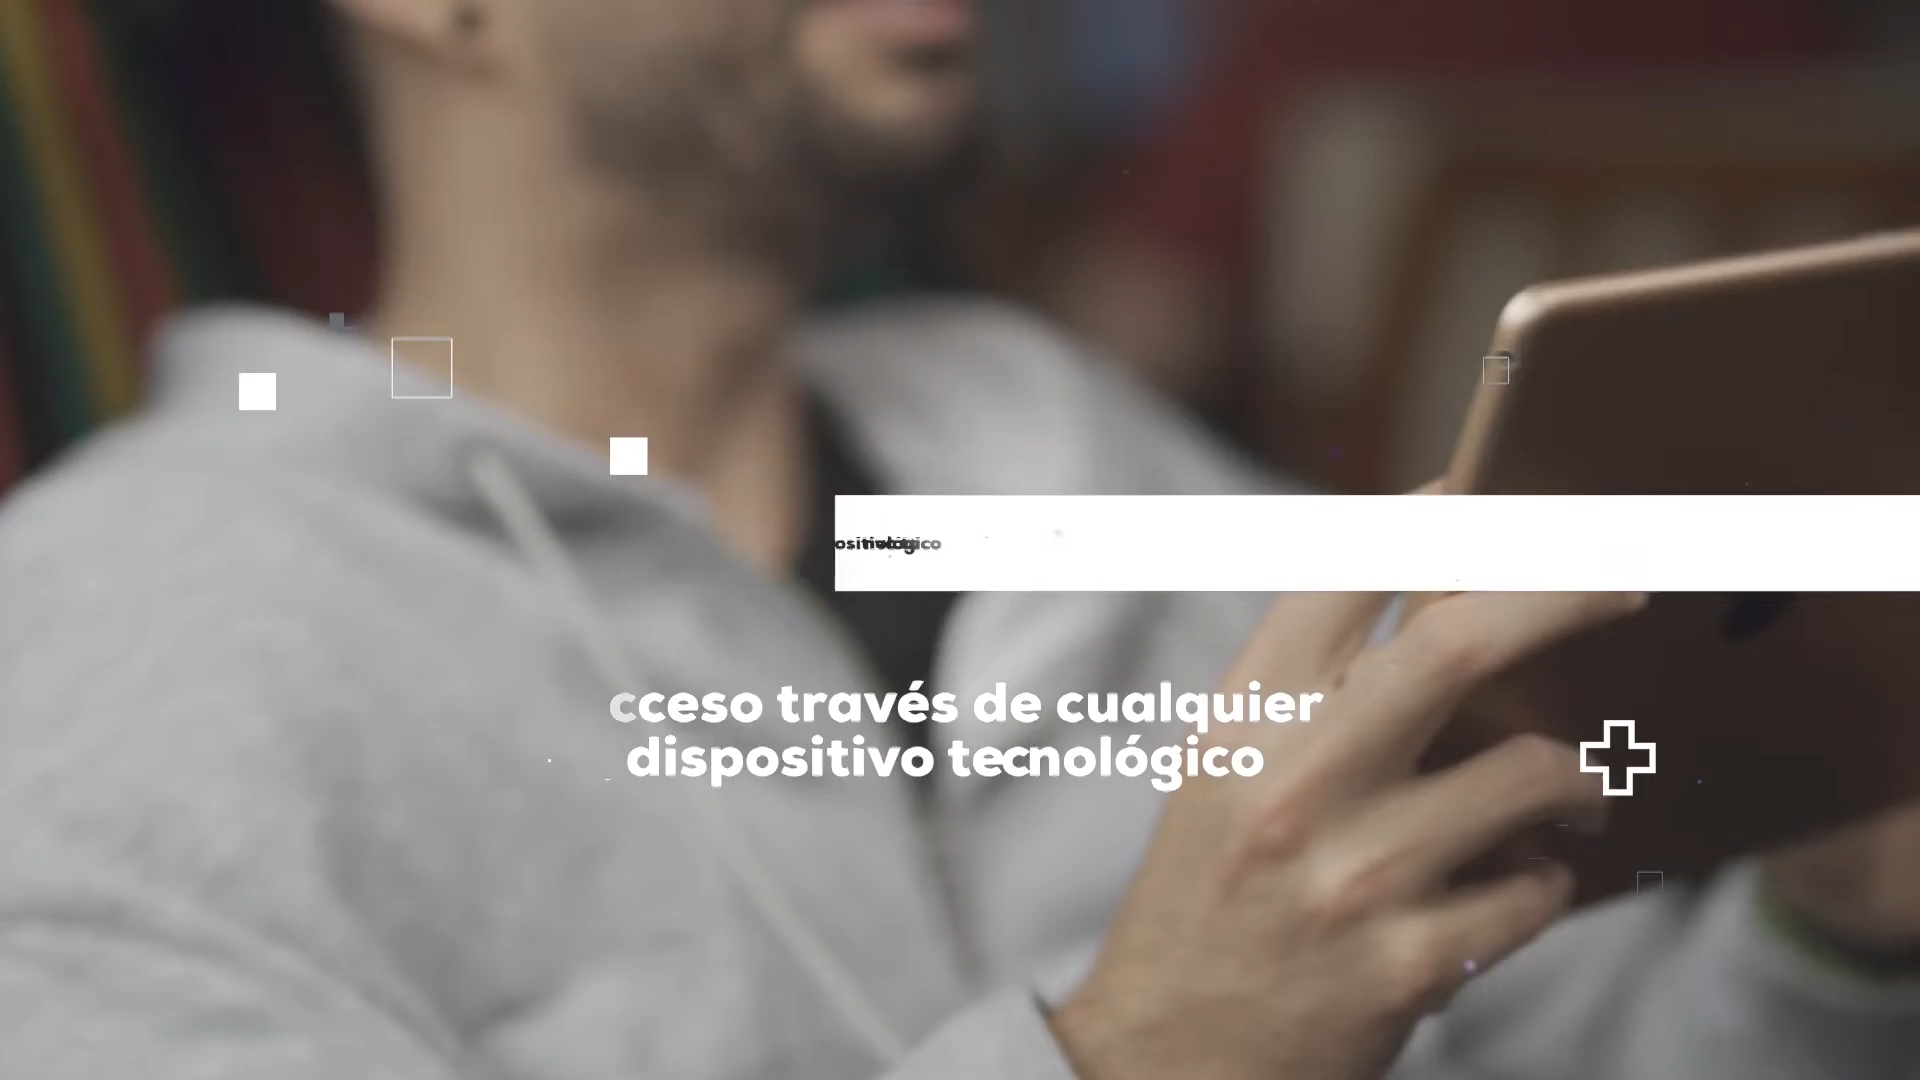 cceso través de cualquier
dispositivo tecnológico